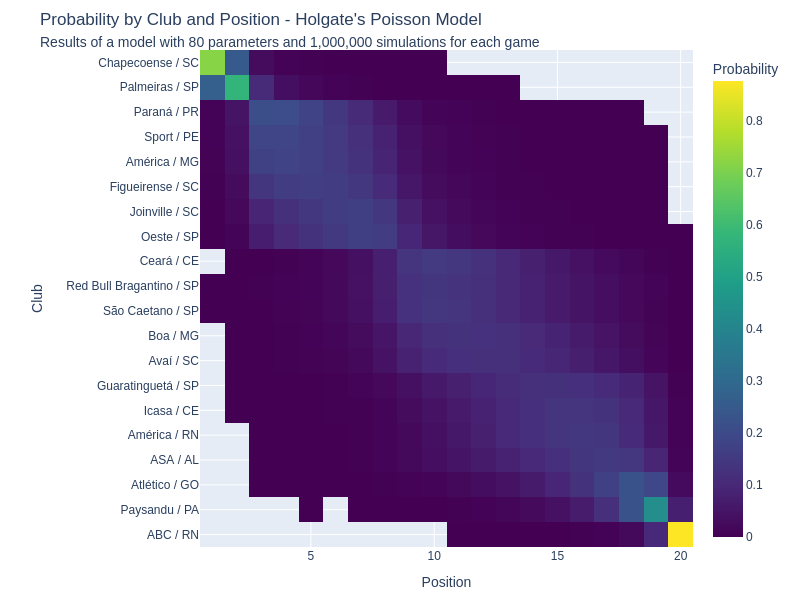 Probability by Club and Position - Holgate's Poisson Model
Results of a model with 80 parameters and 1,000,000 simulations for each game
Probability
Chapecoense / SC
Palmeiras / SP
Paraná / PR
Sport / PE
América / MG
Figueirense / SC
Joinville / SC
Oeste / SP
Ceará / CE
Red Bull Bragantino / SP
São Caetano / SP
Boa / MG
Avaí / SC
Guaratinguetá / SP
Icasa / CE
América / RN
ASA / AL
Atlético / GO
Paysandu / PA
ABC / RN
Club
5
10
15
20
Position
0.8
0.7
0.6
0.5
0.4
0.3
0.2
0.1
0